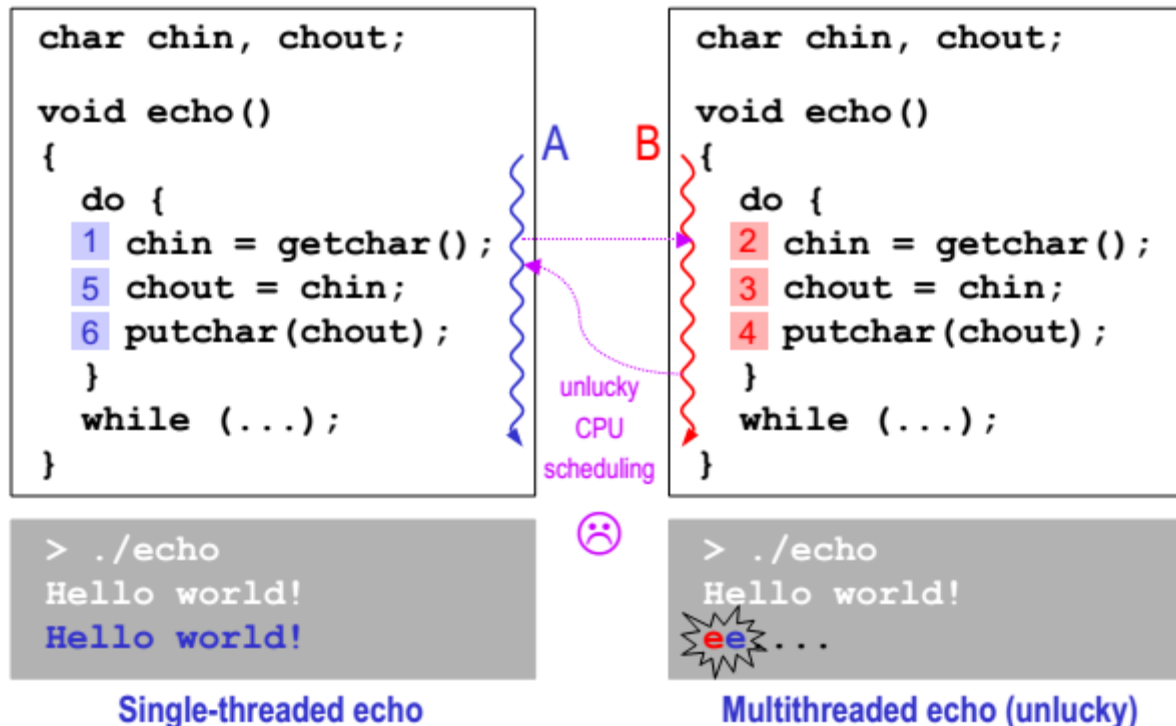 char chin, chout;
void echo()
{
do {
1 chin = getchar();
5 chout = chin;
6 putchar(chout);
}
while (...);
}
A
B
unlucky
CPU
scheduling
char chin, chout;
void echo()
{
do {
2 chin = getchar();
3 chout = chin;
4 putchar(chout);
}
while (...);
}
> ./echo
Hello world!
Hello world!
Single-threaded echo
> ./echo
Hello world!
ee....
Multithreaded echo (unlucky)